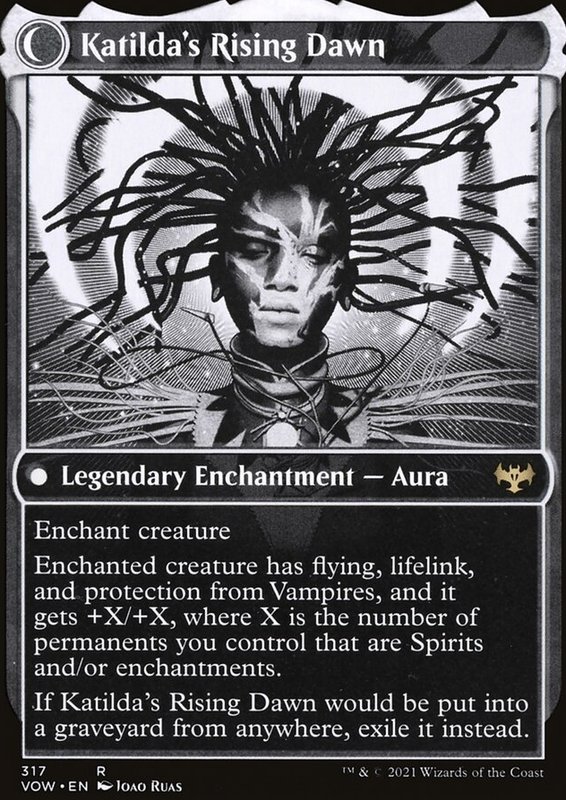 Katilda's Rising Dawn
Legendary Enchantment — Aura
Enchant creature
Enchanted creature has flying, lifelink,
and protection from Vampires, and it
gets +X/+X, where X is the number of
permanents you control that are Spirits
and/or enchantments.
If Katilda's Rising Dawn would be put into
a graveyard from anywhere, exile it instead.
317 R
VOW • EN Joao Ruas
™ & © 2021 Wizards of the Coast